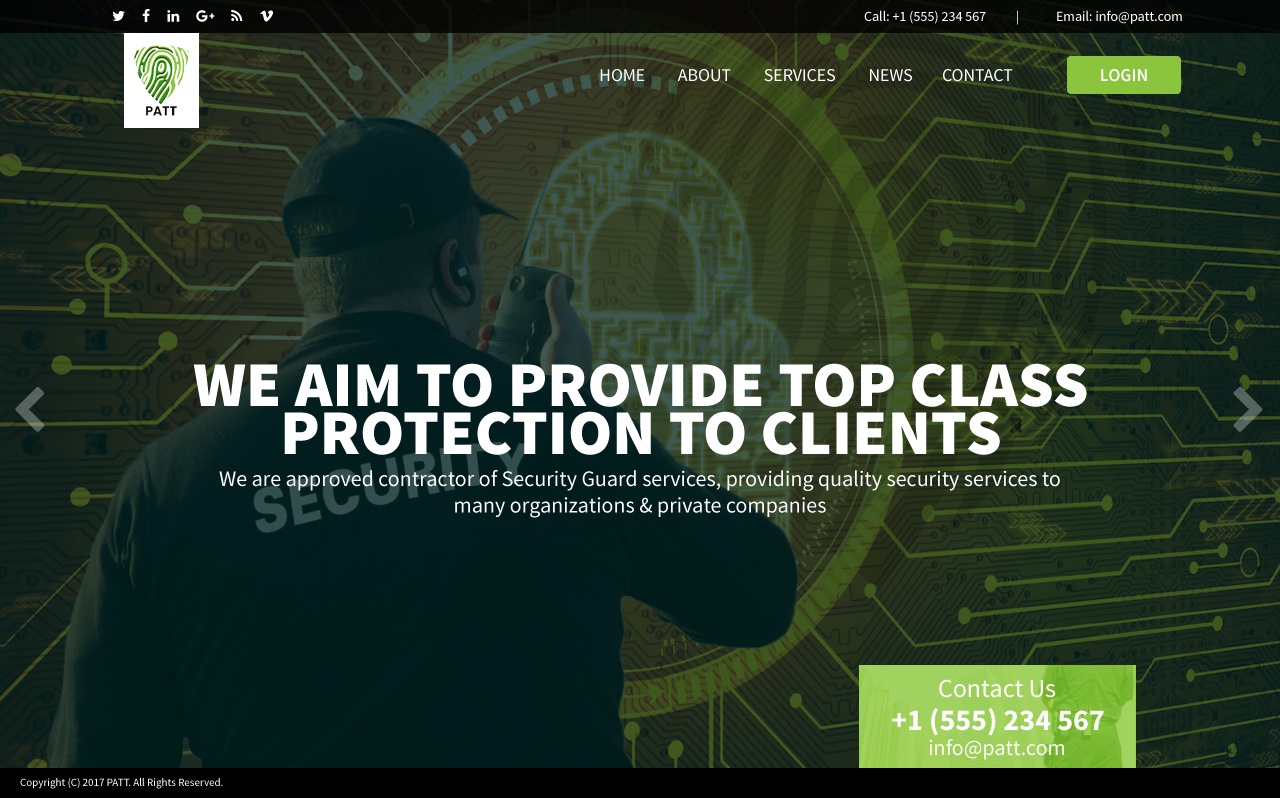 Call: +1 (555) 234 567 | Email: info@patt.com
PATT
HOME ABOUT SERVICES NEWS CONTACT LOGIN
WE AIM TO PROVIDE TOP CLASS
PROTECTION TO CLIENTS
We are approved contractor of Security Guard services, providing quality security services to
many organizations & private companies
SECURITY
Contact Us
+1 (555) 234 567
info@patt.com
Copyright (C) 2017 PATT. All Rights Reserved.